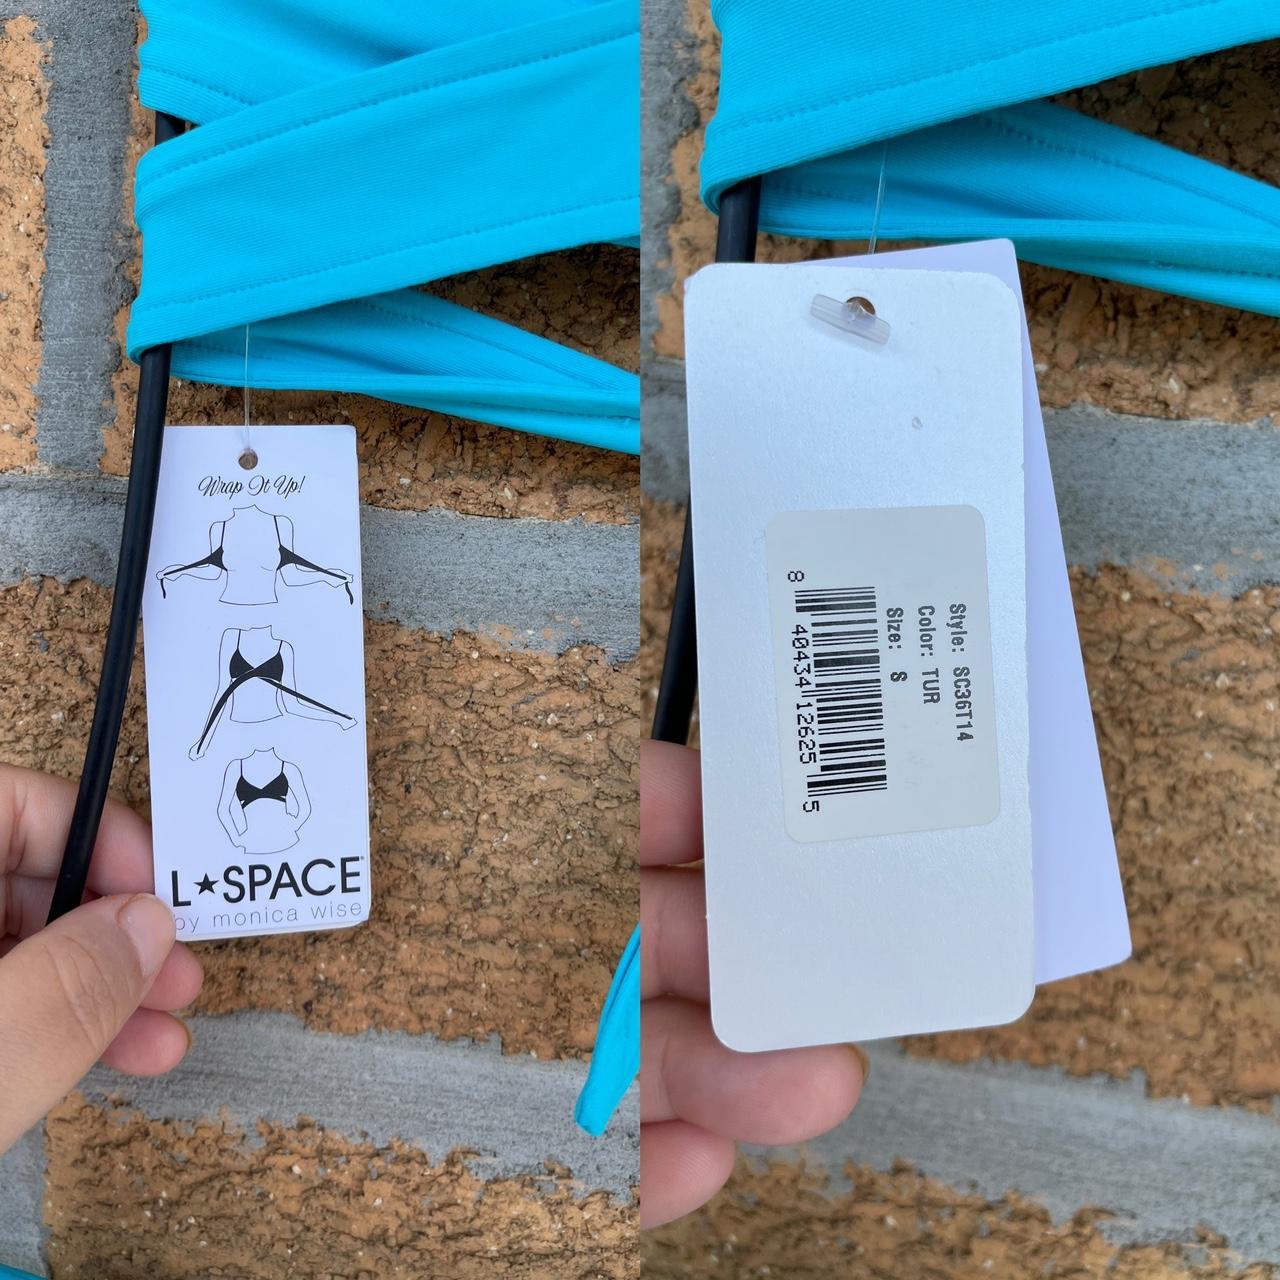 Wrap It Up!
L★SPACE®
by monica wise
Style: SC36T14
Color: TUR
Size: S
8 40434 12625 5